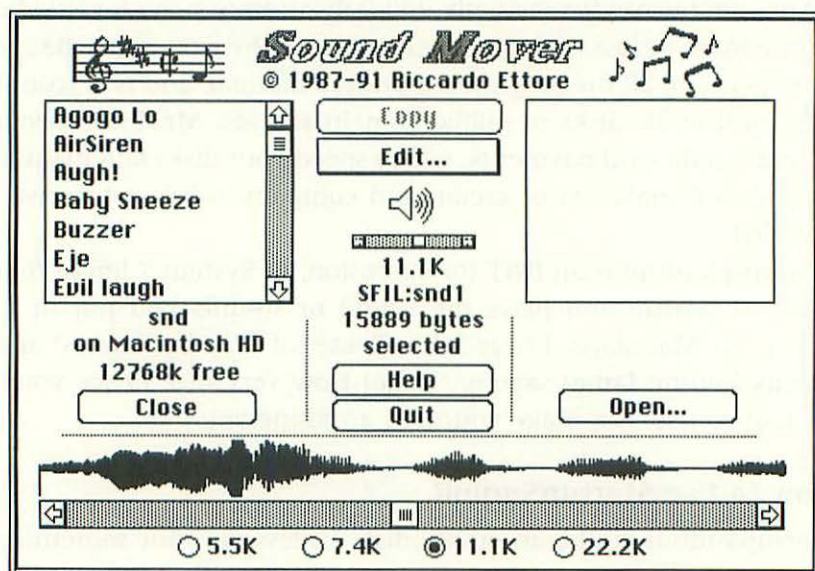 Sound Mover
© 1987-91 Riccardo Ettore
Agogo Lo
AirSiren
Augh!
Baby Sneeze
Buzzer
Eje
Evil laugh
snd
on Macintosh HD
12768k free
Close
Copy
Edit...
11.1K
SFIL:snd1
15889 bytes
selected
Help
Quit
Open...
5.5K
7.4K
11.1K
22.2K